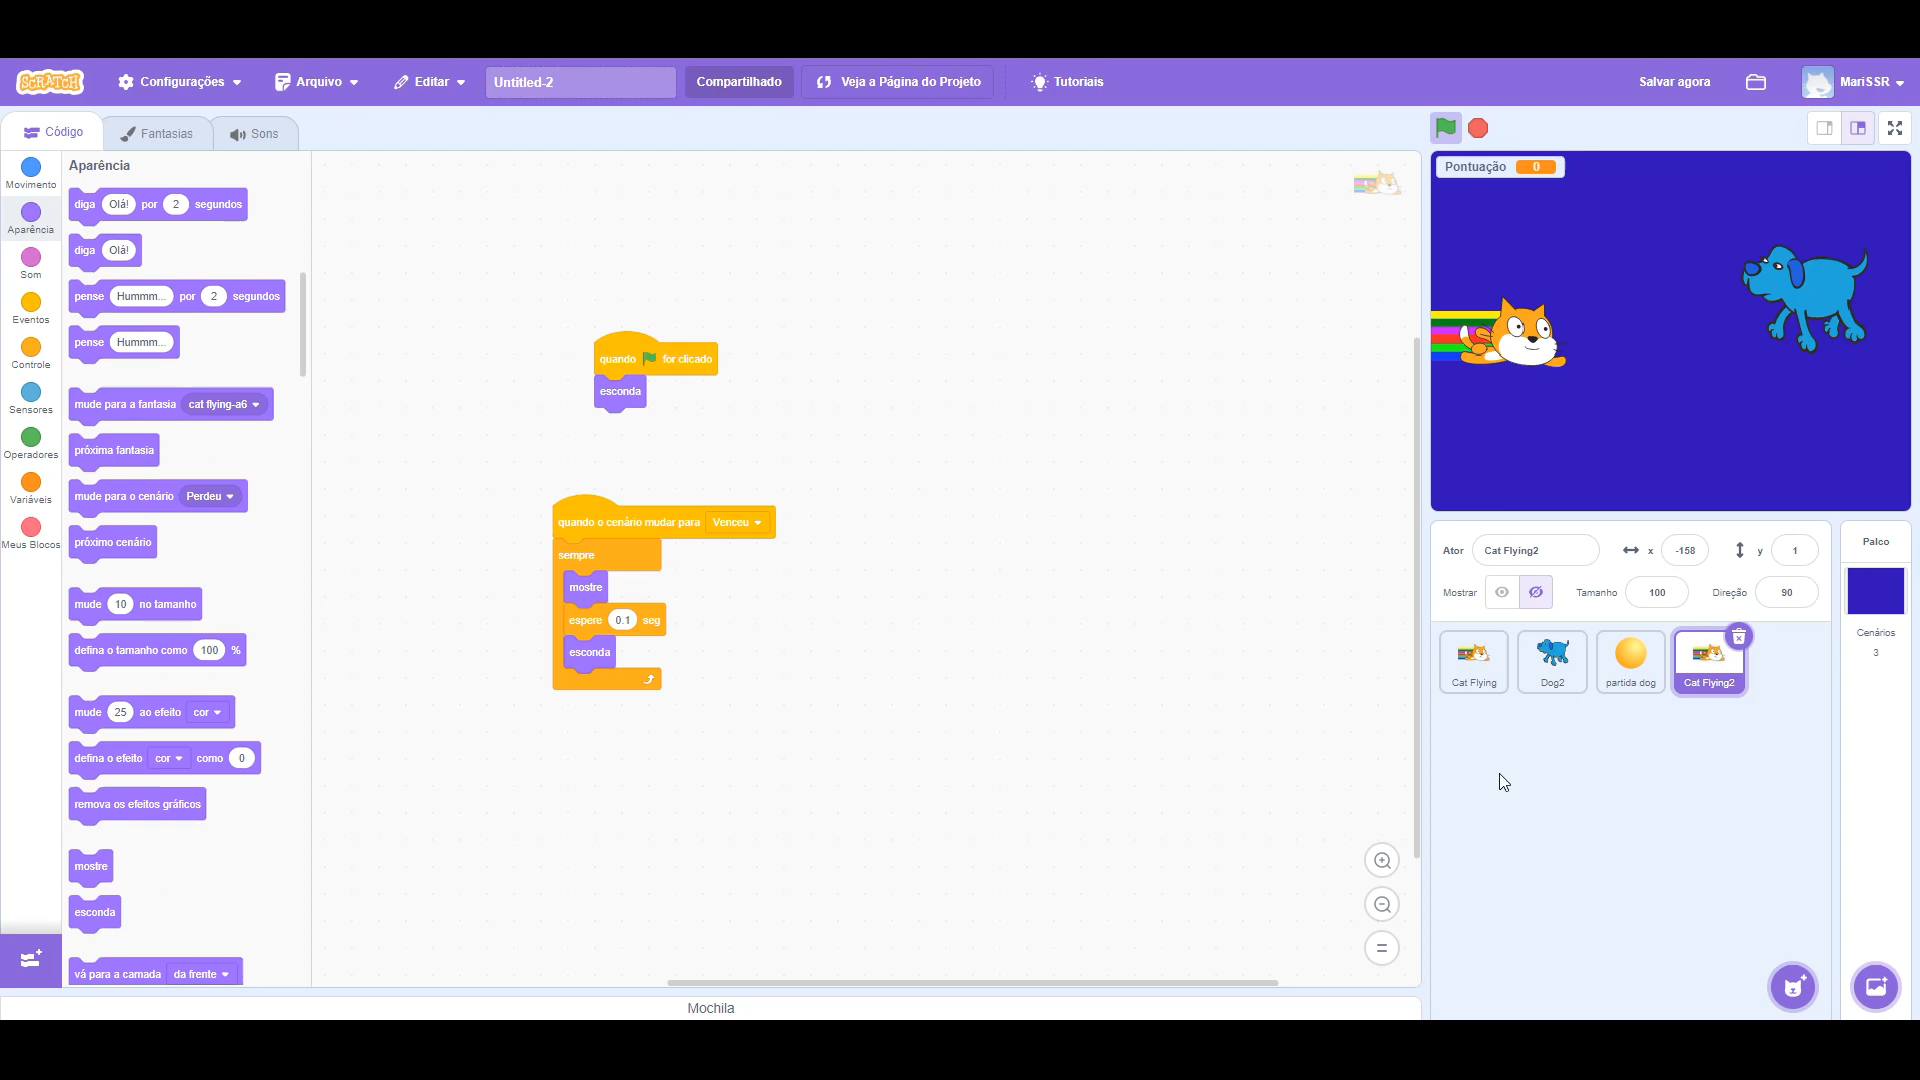 SCRATCH
Configurações
Arquivo
Editar
Untitled-2
Compartilhado
Veja a Página do Projeto
Tutoriais
Salvar agora
MariSSR
Código
Fantasias
Sons
Movimento
Aparência
Som
Eventos
Controle
Sensores
Operadores
Variáveis
Meus Blocos
Aparência
diga Olá! por 2 segundos
diga Olá!
pense Hummm... por 2 segundos
pense Hummm...
mude para a fantasia cat flying-a6
próxima fantasia
mude para o cenário Perdeu
próximo cenário
mude 10 no tamanho
defina o tamanho como 100 %
mude 25 ao efeito cor
defina o efeito cor como 0
remova os efeitos gráficos
mostre
esconda
vá para a camada da frente
quando for clicado
esconda
quando o cenário mudar para Venceu
sempre
mostre
espere 0.1 seg
esconda
Mochila
Pontuação 0
Ator Cat Flying2 x -158 y 1
Mostrar Tamanho 100 Direção 90
Cat Flying
Dog2
partida dog
Cat Flying2
Palco
Cenários
3